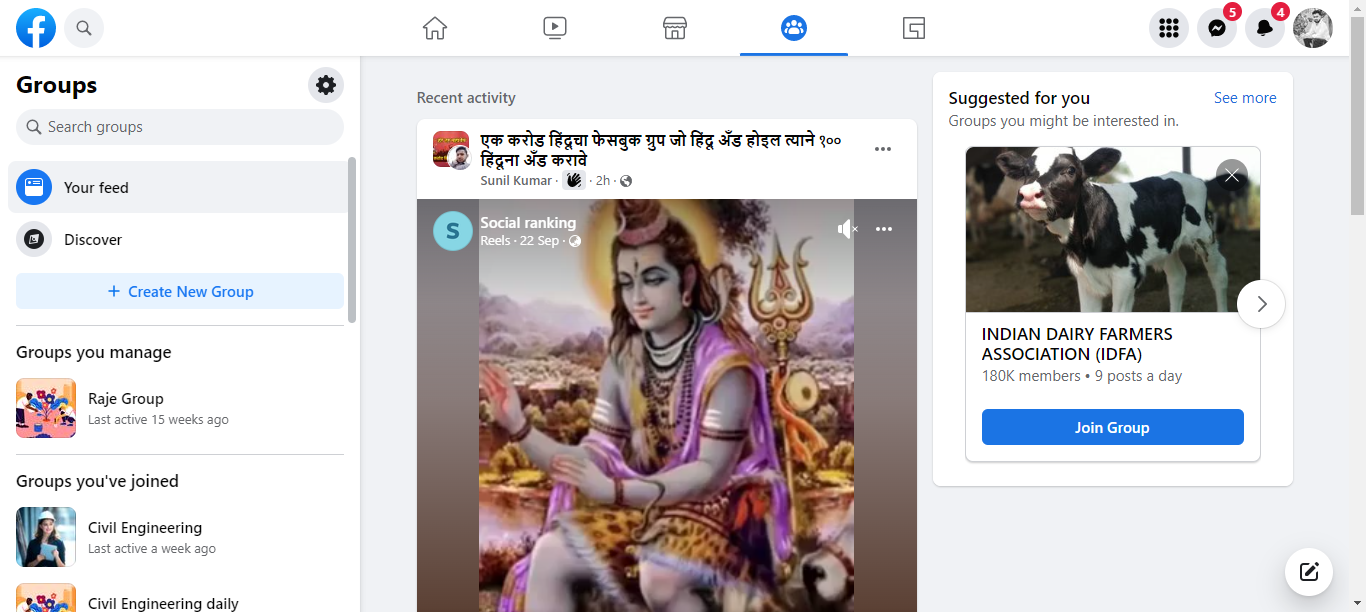 5
4
Groups
Search groups
Your feed
Discover
+ Create New Group
Groups you manage
Raje Group
Last active 15 weeks ago
Groups you've joined
Civil Engineering
Last active a week ago
Civil Engineering daily
Recent activity
एक करोड हिंदूचा फेसबुक ग्रुप जो हिंदू अँड होइल त्याने १००
हिंदूना अँड करावे
Sunil Kumar · 2h ·
S
Social ranking
Reels · 22 Sep ·
Suggested for you
See more
Groups you might be interested in.
INDIAN DAIRY FARMERS
ASSOCIATION (IDFA)
180K members • 9 posts a day
Join Group